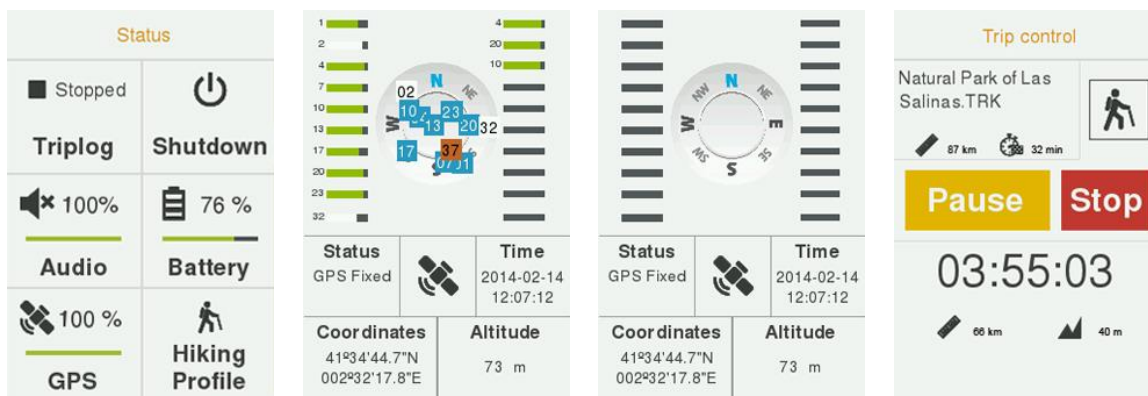 Status
Stopped
Triplog
Shutdown
100%
76 %
Audio
Battery
100 %
GPS
Hiking
Profile
1
2
4
7
10
13
17
20
23
32
4
20
10
N
NE
W
S
02
10
13
23
20
32
17
37
07
01
Status
GPS Fixed
Time
2014-02-14
12:07:12
Coordinates
41º34'44.7"N
002º32'17.8"E
Altitude
73 m
N
NW
NE
W
E
SW
SE
S
Status
GPS Fixed
Time
2014-02-14
12:07:12
Coordinates
41º34'44.7"N
002º32'17.8"E
Altitude
73 m
Trip control
Natural Park of Las
Salinas.TRK
87 km
32 min
Pause
Stop
03:55:03
66 km
40 m